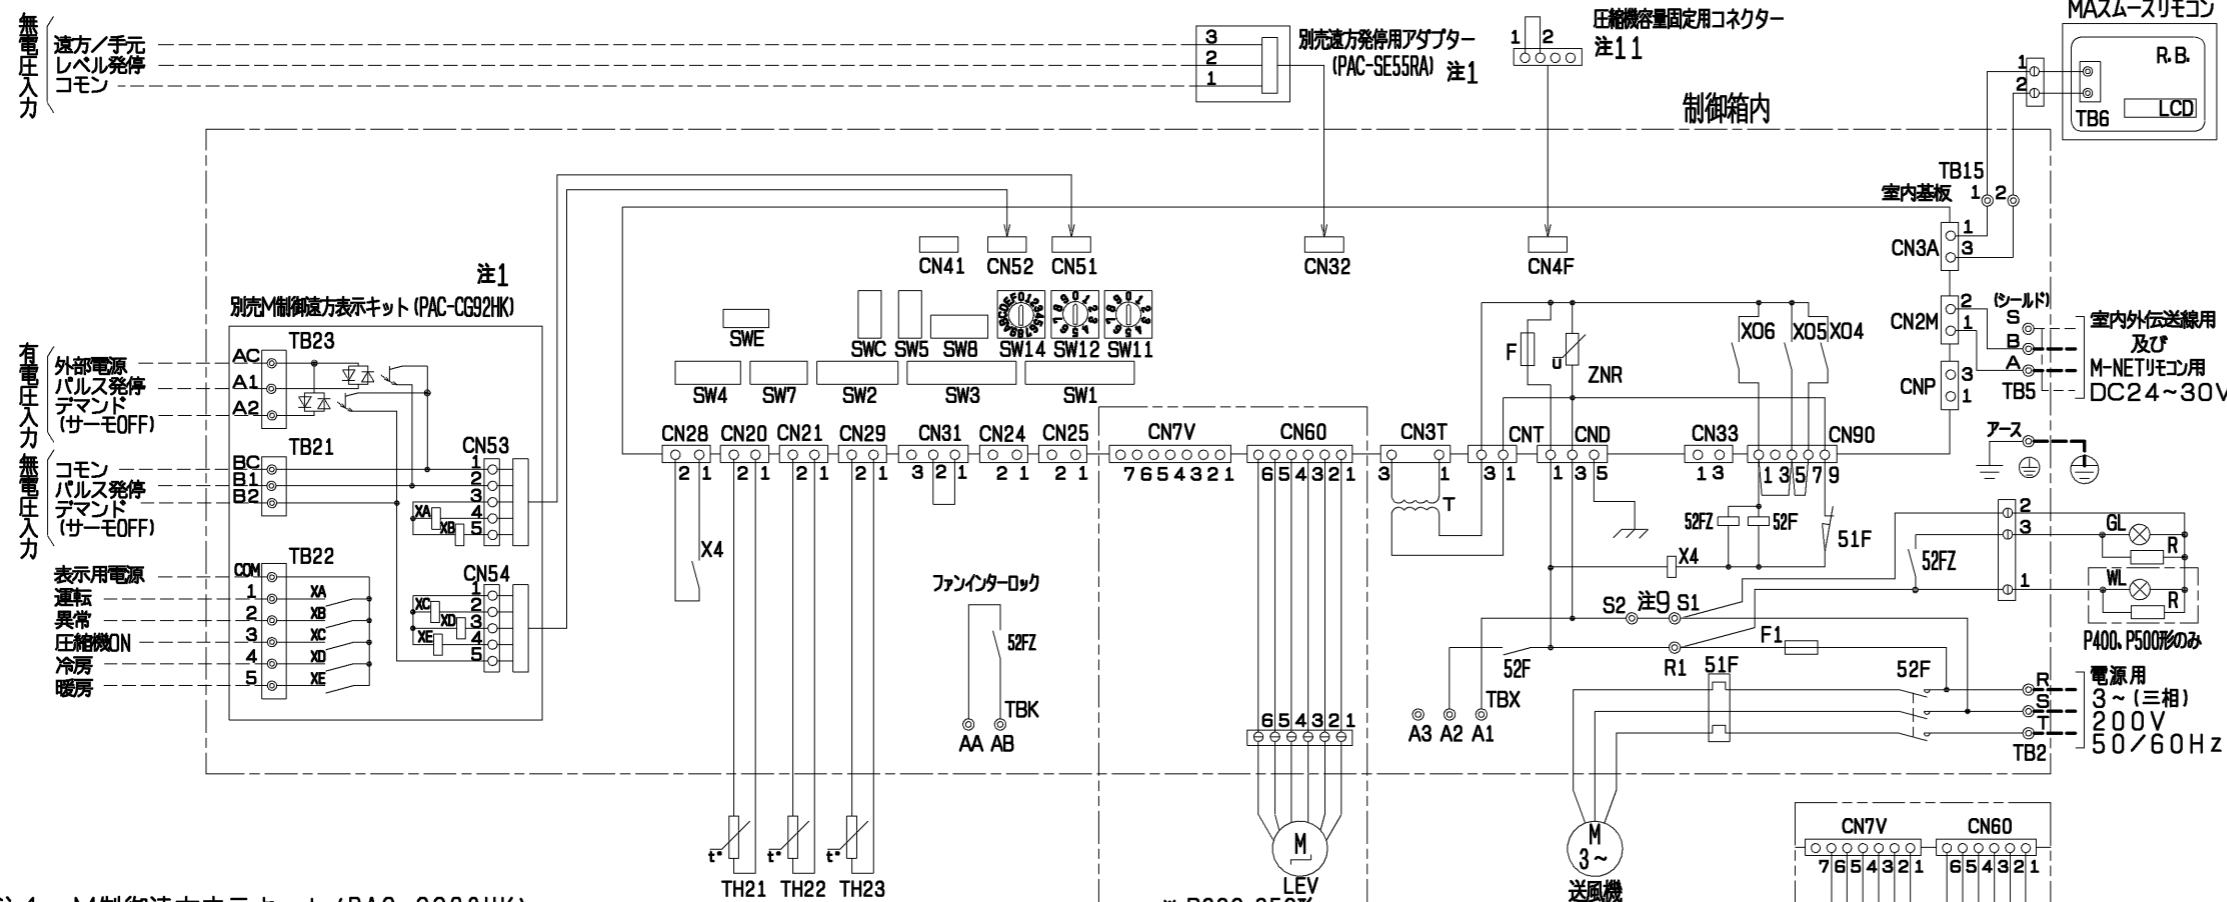 無電圧入力
遠方／手元
レベル発停
コモン
3
2
1
別売遠方発停用アダプター
(PAC-SE55RA) 注1
1 2
圧縮機容量固定用コネクター
注11
MAスムースリモコン
R.B.
LCD
TB6
1
2
制御箱内
TB15
1 2
室内基板
CN3A
1
3
CN2M
2
1
CNP
3
1
(シールド)
S
B
A
TB5
室内外伝送線用
及び
M-NETリモコン用
DC24~30V
アース
CN41 CN52 CN51 CN32 CN4F
SWE SWC SW5 SW8 SW14 SW12 SW11
SW4 SW7 SW2 SW3 SW1
F
u
ZNR
X06 X05 X04
注1
別売M制御遠方表示キット (PAC-CG92HK)
有電圧入力
外部電源
パルス発停
デマンド
(サーモOFF)
TB23
AC
A1
A2
無電圧入力
コモン
パルス発停
デマンド
(サーモOFF)
TB21
BC
B1
B2
CN53
1
2
3
4
5
XA
XB
表示用電源
運転
異常
圧縮機ON
冷房
暖房
TB22
COM
1 XA
2 XB
3 XC
4 XD
5 XE
CN54
1
2
3
4
5
XC
XD
XE
CN28 CN20 CN21 CN29 CN31 CN24 CN25 CN7V CN60 CN3T CNT CND CN33 CN90
2 1 2 1 2 1 2 1 3 2 1 2 1 2 1 7 6 5 4 3 2 1 6 5 4 3 2 1 3 1 3 1 1 3 5 1 3 1 3 5 7 9
X4
T
52FZ 52F
51F
X4
ファンインターロック
52FZ
TBK
AA AB
S2 注9 S1
52F
R1
F1
51F
52F
TBX
A3 A2 A1
2
3
1
52FZ
GL
R
WL
R
P400、P500形のみ
R
S
T
TB2
電源用
3~(三相)
200V
50/60Hz
6 5 4 3 2 1
t°
t°
t°
TH21 TH22 TH23
M
LEV
M
3~
送風機
CN7V CN60
7 6 5 4 3 2 1 6 5 4 3 2 1